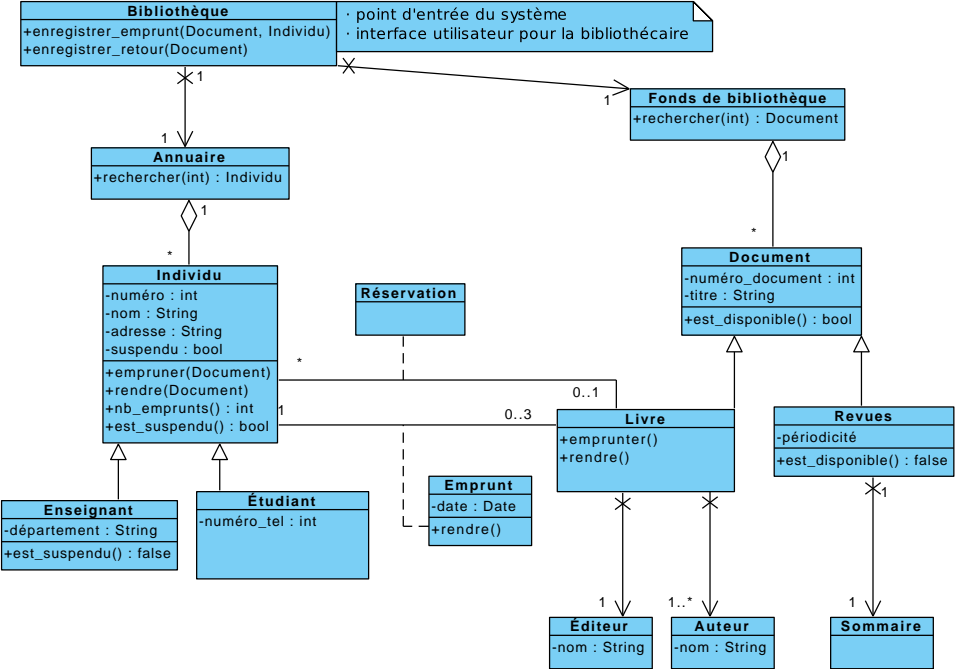 Bibliothèque
+enregistrer_emprunt(Document, Individu)
+enregistrer_retour(Document)
· point d'entrée du système
· interface utilisateur pour la bibliothécaire
1
1
1
Fonds de bibliothèque
+rechercher(int) : Document
Annuaire
+rechercher(int) : Individu
1
*
1
*
Individu
-numéro : int
-nom : String
-adresse : String
-suspendu : bool
+empruner(Document)
+rendre(Document)
+nb_emprunts() : int
+est_suspendu() : bool
Réservation
Document
-numéro_document : int
-titre : String
+est_disponible() : bool
*
0..1
1
0..3
Livre
+emprunter()
+rendre()
Revues
-périodicité
+est_disponible() : false
Emprunt
-date : Date
+rendre()
Enseignant
-département : String
+est_suspendu() : false
Étudiant
-numéro_tel : int
1
1
1..*
1
Éditeur
-nom : String
Auteur
-nom : String
Sommaire